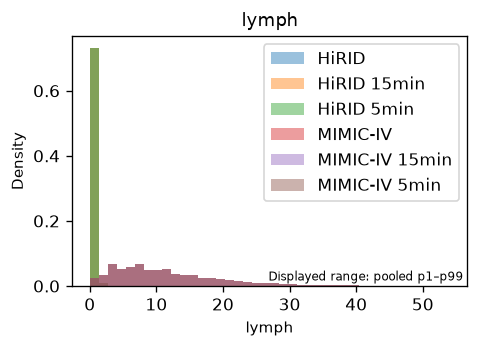 lymph
HiRID
HiRID 15min
HiRID 5min
MIMIC-IV
MIMIC-IV 15min
MIMIC-IV 5min
Density
0.6
0.4
0.2
0.0
Displayed range: pooled p1–p99
0 10 20 30 40 50
lymph